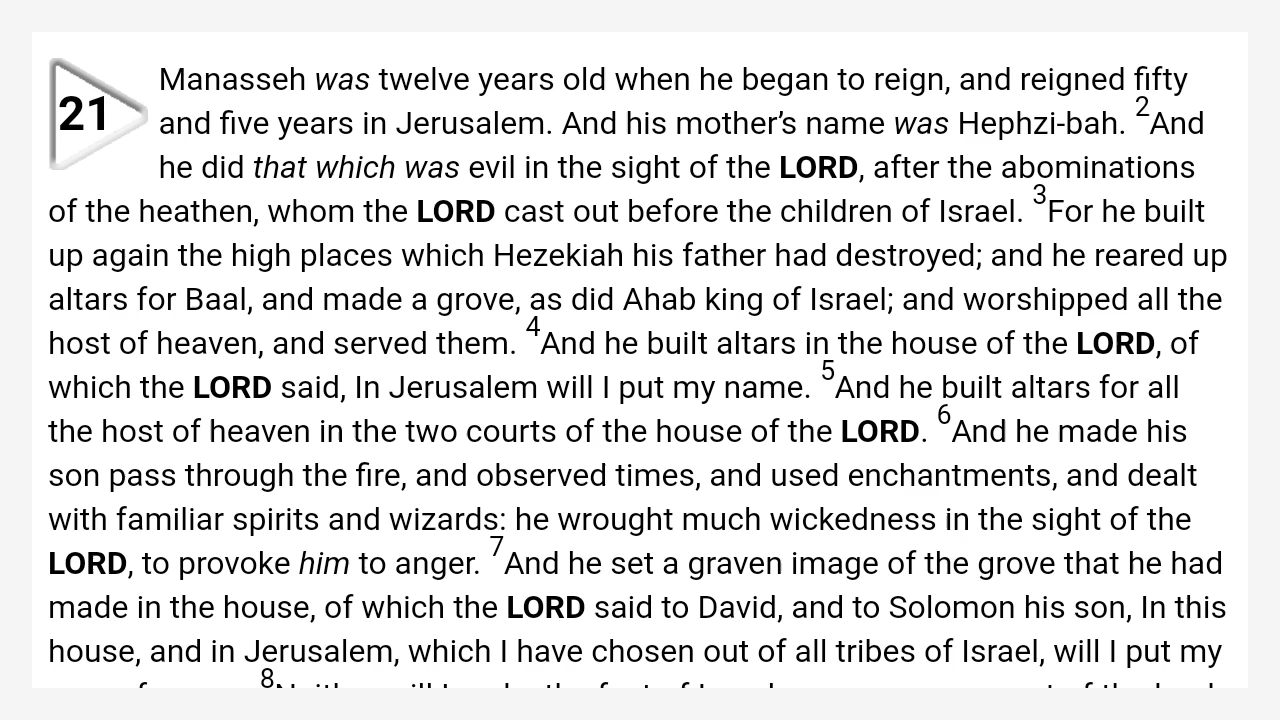 21
Manasseh was twelve years old when he began to reign, and reigned fifty
and five years in Jerusalem. And his mother’s name was Hephzi-bah. 2And
he did that which was evil in the sight of the LORD, after the abominations
of the heathen, whom the LORD cast out before the children of Israel. 3For he built
up again the high places which Hezekiah his father had destroyed; and he reared up
altars for Baal, and made a grove, as did Ahab king of Israel; and worshipped all the
host of heaven, and served them. 4And he built altars in the house of the LORD, of
which the LORD said, In Jerusalem will I put my name. 5And he built altars for all
the host of heaven in the two courts of the house of the LORD. 6And he made his
son pass through the fire, and observed times, and used enchantments, and dealt
with familiar spirits and wizards: he wrought much wickedness in the sight of the
LORD, to provoke him to anger. 7And he set a graven image of the grove that he had
made in the house, of which the LORD said to David, and to Solomon his son, In this
house, and in Jerusalem, which I have chosen out of all tribes of Israel, will I put my
8